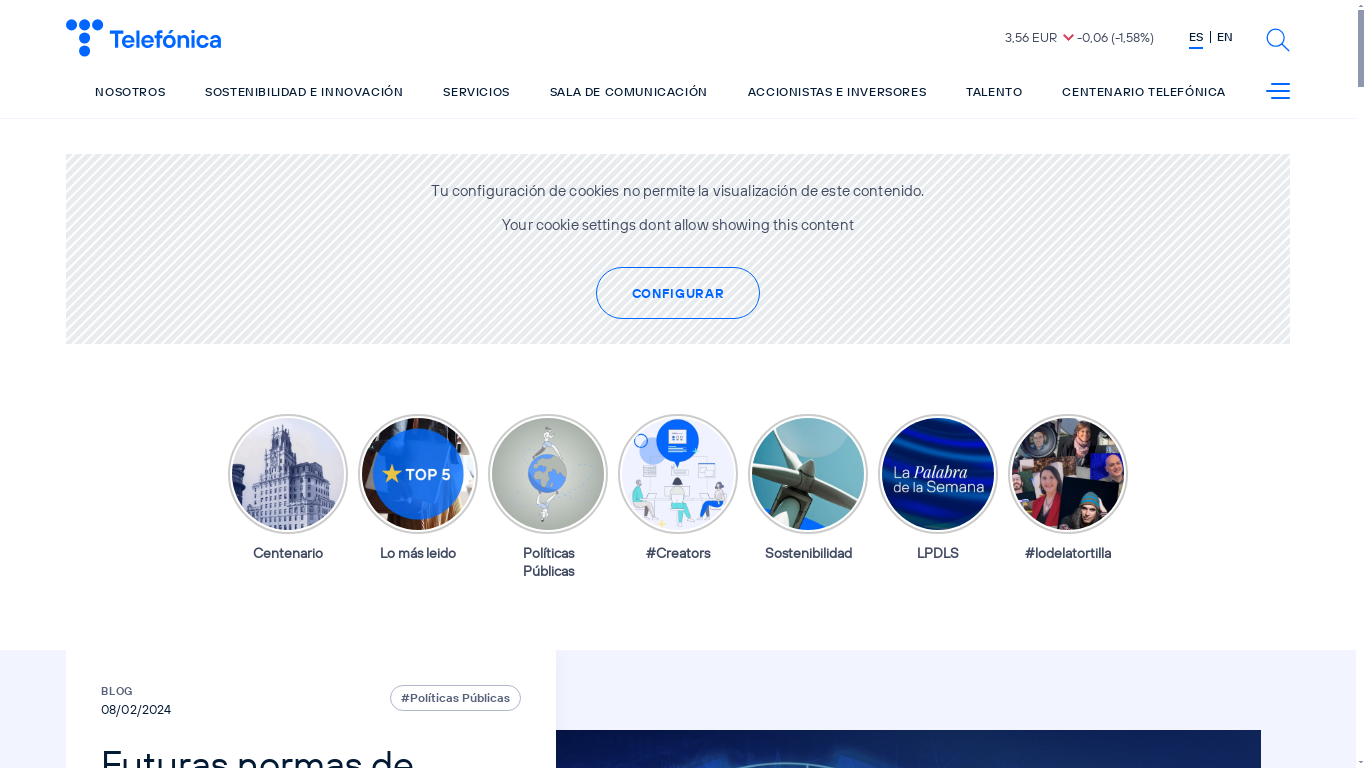 Telefónica
3,56 EUR -0,06 (-1,58%)
ES | EN
NOSOTROS SOSTENIBILIDAD E INNOVACIÓN SERVICIOS SALA DE COMUNICACIÓN ACCIONISTAS E INVERSORES TALENTO CENTENARIO TELEFÓNICA
Tu configuración de cookies no permite la visualización de este contenido.
Your cookie settings dont allow showing this content
CONFIGURAR
TOP 5
La Palabra
de la Semana
Centenario
Lo más leido
Políticas
Públicas
#Creators
Sostenibilidad
LPDLS
#lodelatortilla
BLOG
08/02/2024
#Políticas Públicas
Futuras normas de